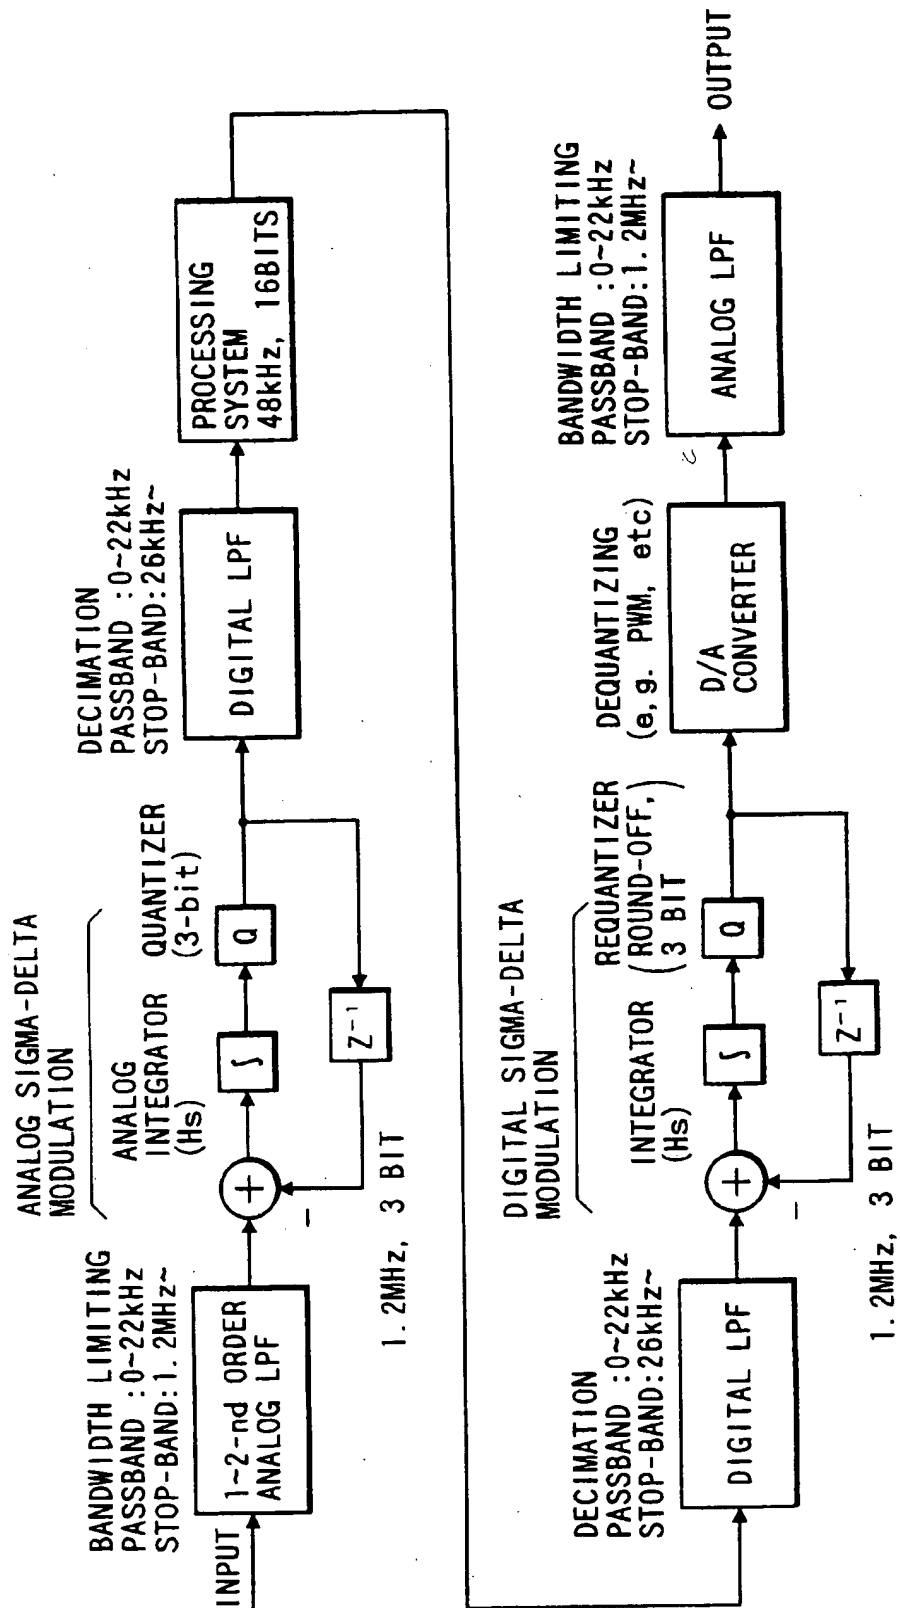 INPUT
BANDWIDTH LIMITING
PASSBAND :0~22kHz
STOP-BAND:1.2MHz~
1~2-nd ORDER
ANALOG LPF
ANALOG SIGMA-DELTA
MODULATION
ANALOG
INTEGRATOR
(Hs)
QUANTIZER
(3-bit)
+
−
∫
Q
Z⁻¹
1.2MHz, 3 BIT
DECIMATION
PASSBAND :0~22kHz
STOP-BAND:26kHz~
DIGITAL LPF
PROCESSING
SYSTEM
48kHz, 16BITS
DECIMATION
PASSBAND :0~22kHz
STOP-BAND:26kHz~
DIGITAL LPF
DIGITAL SIGMA-DELTA
MODULATION
INTEGRATOR
(Hs)
REQUANTIZER
(ROUND-OFF,)
3 BIT
+
−
∫
Q
Z⁻¹
1.2MHz, 3 BIT
DEQUANTIZING
(e,g. PWM, etc)
D/A
CONVERTER
BANDWIDTH LIMITING
PASSBAND :0~22kHz
STOP-BAND:1.2MHz~
ANALOG LPF
OUTPUT